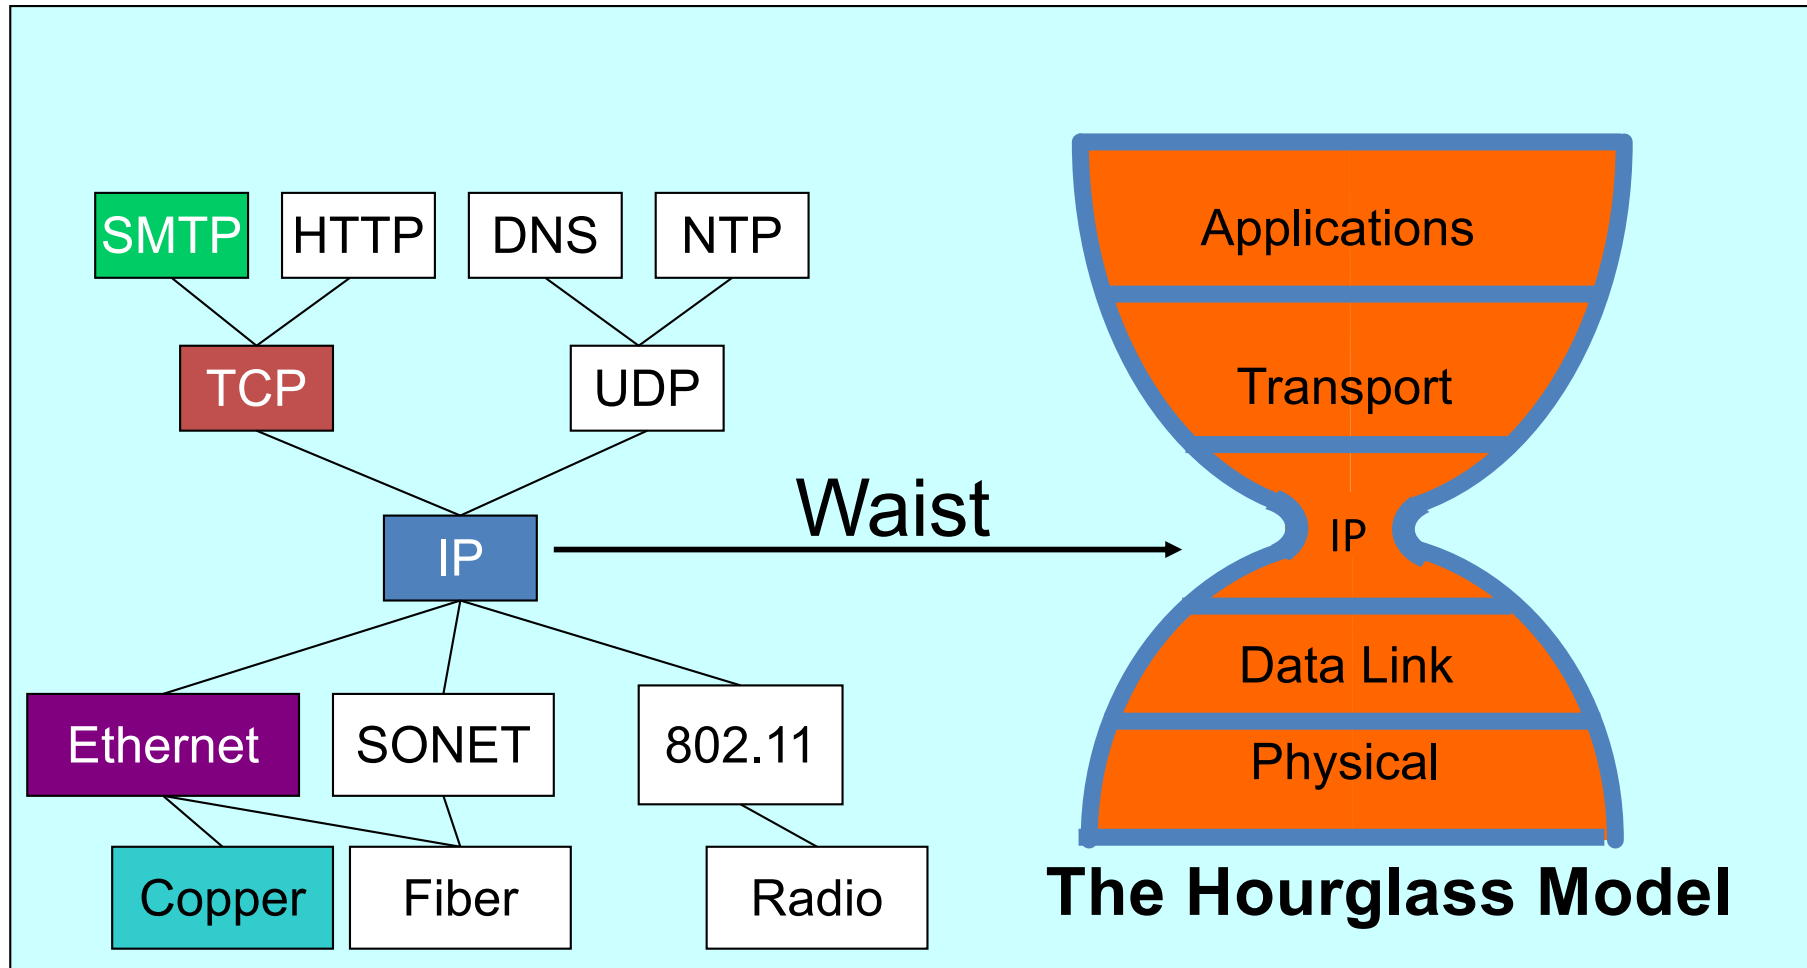 SMTP
HTTP
DNS
NTP
TCP
UDP
IP
Waist
Ethernet
SONET
802.11
Copper
Fiber
Radio
Applications
Transport
IP
Data Link
Physical
The Hourglass Model